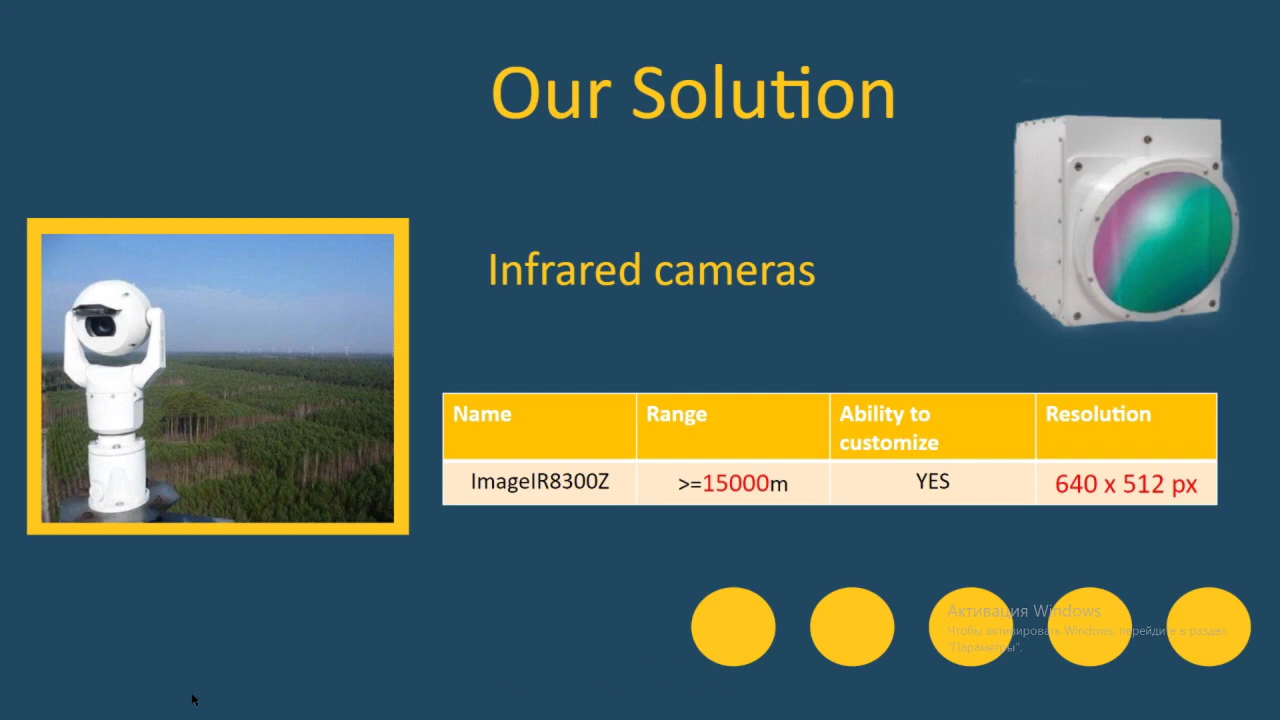 Our Solution
Infrared cameras
Name Range Ability to customize Resolution
ImageIR8300Z >=15000m YES 640 x 512 px
Активация Windows
Чтобы активировать Windows, перейдите в раздел
"Параметры".